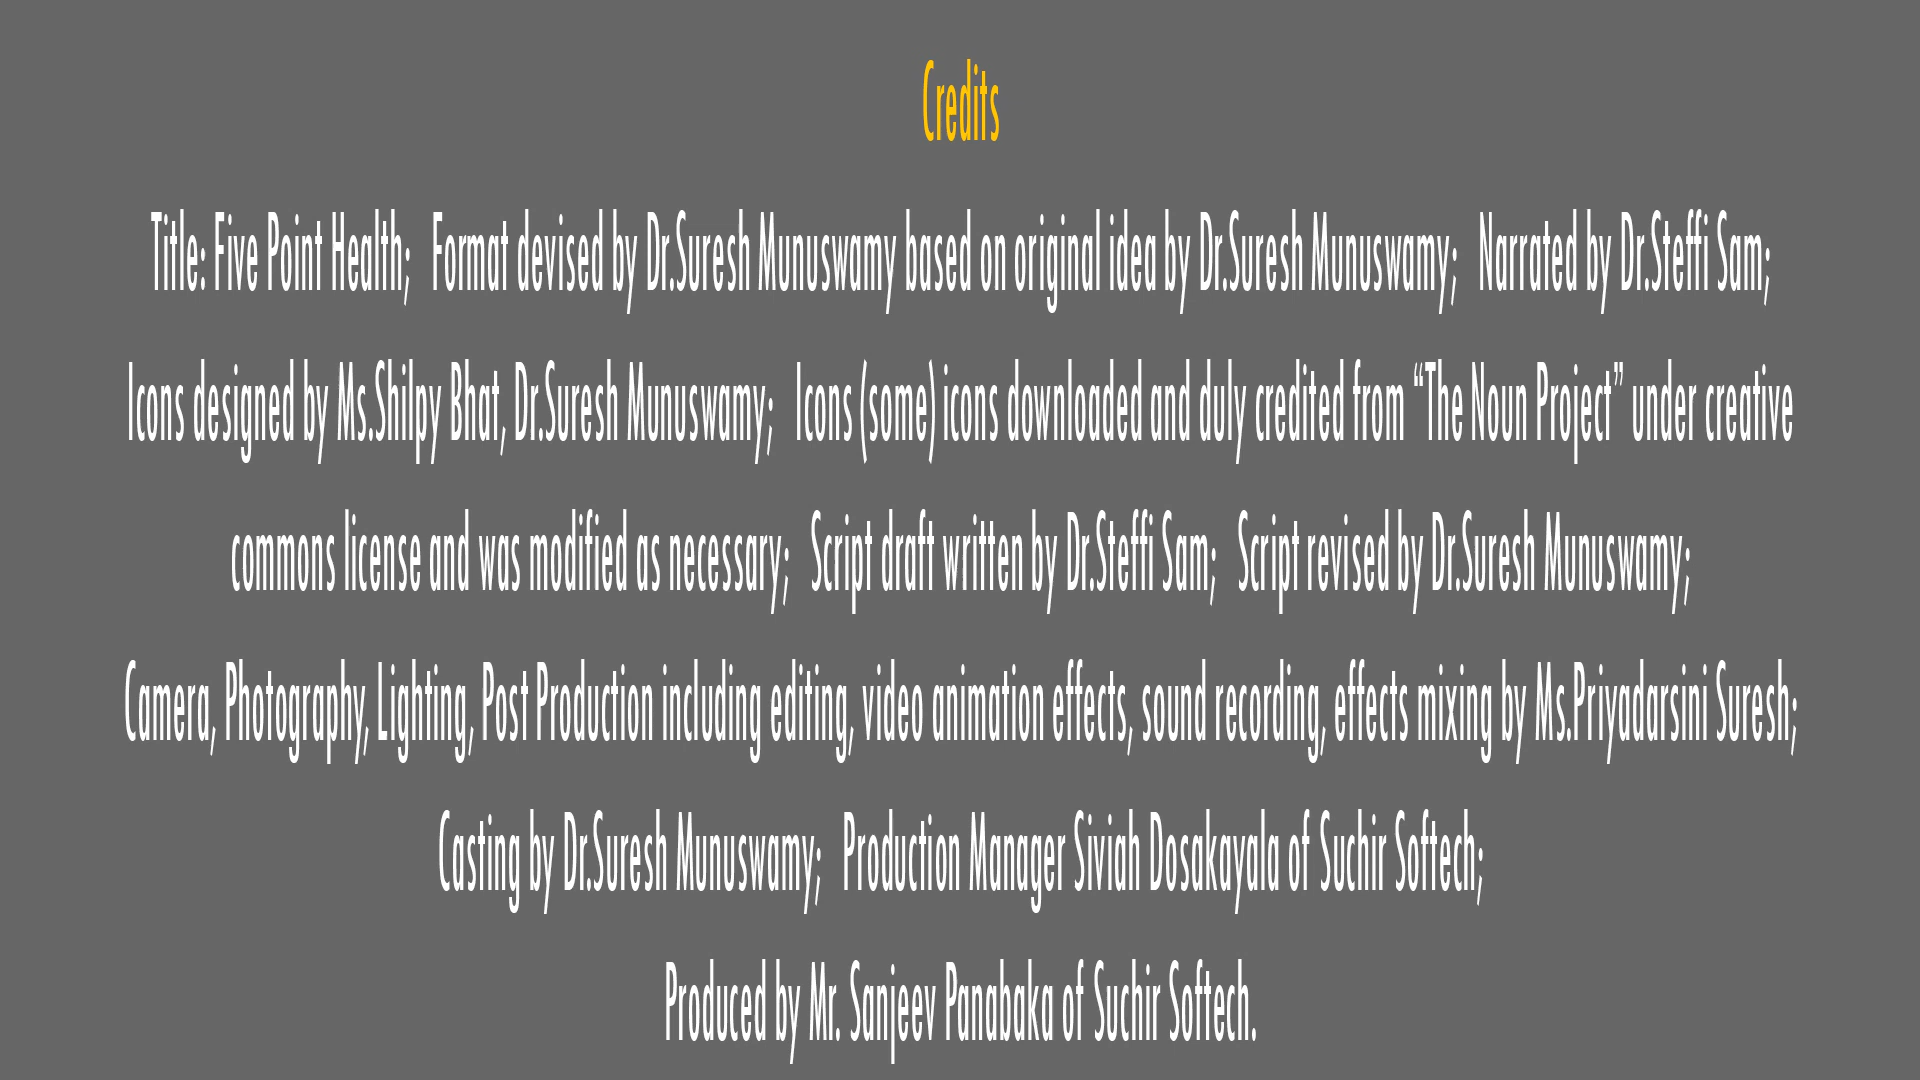 Credits
Title: Five Point Health;   Format devised by Dr.Suresh Munuswamy based on original idea by Dr.Suresh Munuswamy;   Narrated by Dr.Steffi Sam;
Icons designed by Ms.Shilpy Bhat, Dr.Suresh Munuswamy;   Icons (some) icons downloaded and duly credited from “The Noun Project” under creative
commons license and was modified as necessary;   Script draft written by Dr.Steffi Sam;   Script revised by Dr.Suresh Munuswamy;
Camera, Photography, Lighting, Post Production including editing, video animation effects, sound recording, effects mixing by Ms.Priyadarsini Suresh;
Casting by Dr.Suresh Munuswamy;   Production Manager Siviah Dosakayala of Suchir Softech;
Produced by Mr. Sanjeev Panabaka of Suchir Softech.